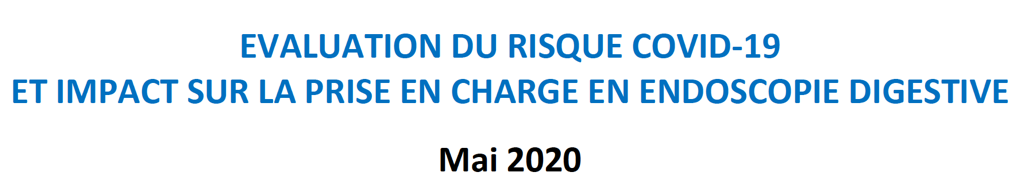 EVALUATION DU RISQUE COVID-19
ET IMPACT SUR LA PRISE EN CHARGE EN ENDOSCOPIE DIGESTIVE
Mai 2020